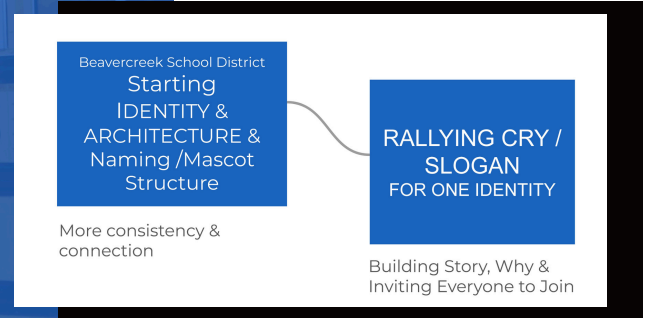 Beavercreek School District
Starting
IDENTITY &
ARCHITECTURE &
Naming /Mascot
Structure
More consistency &
connection
RALLYING CRY /
SLOGAN
FOR ONE IDENTITY
Building Story, Why &
Inviting Everyone to Join